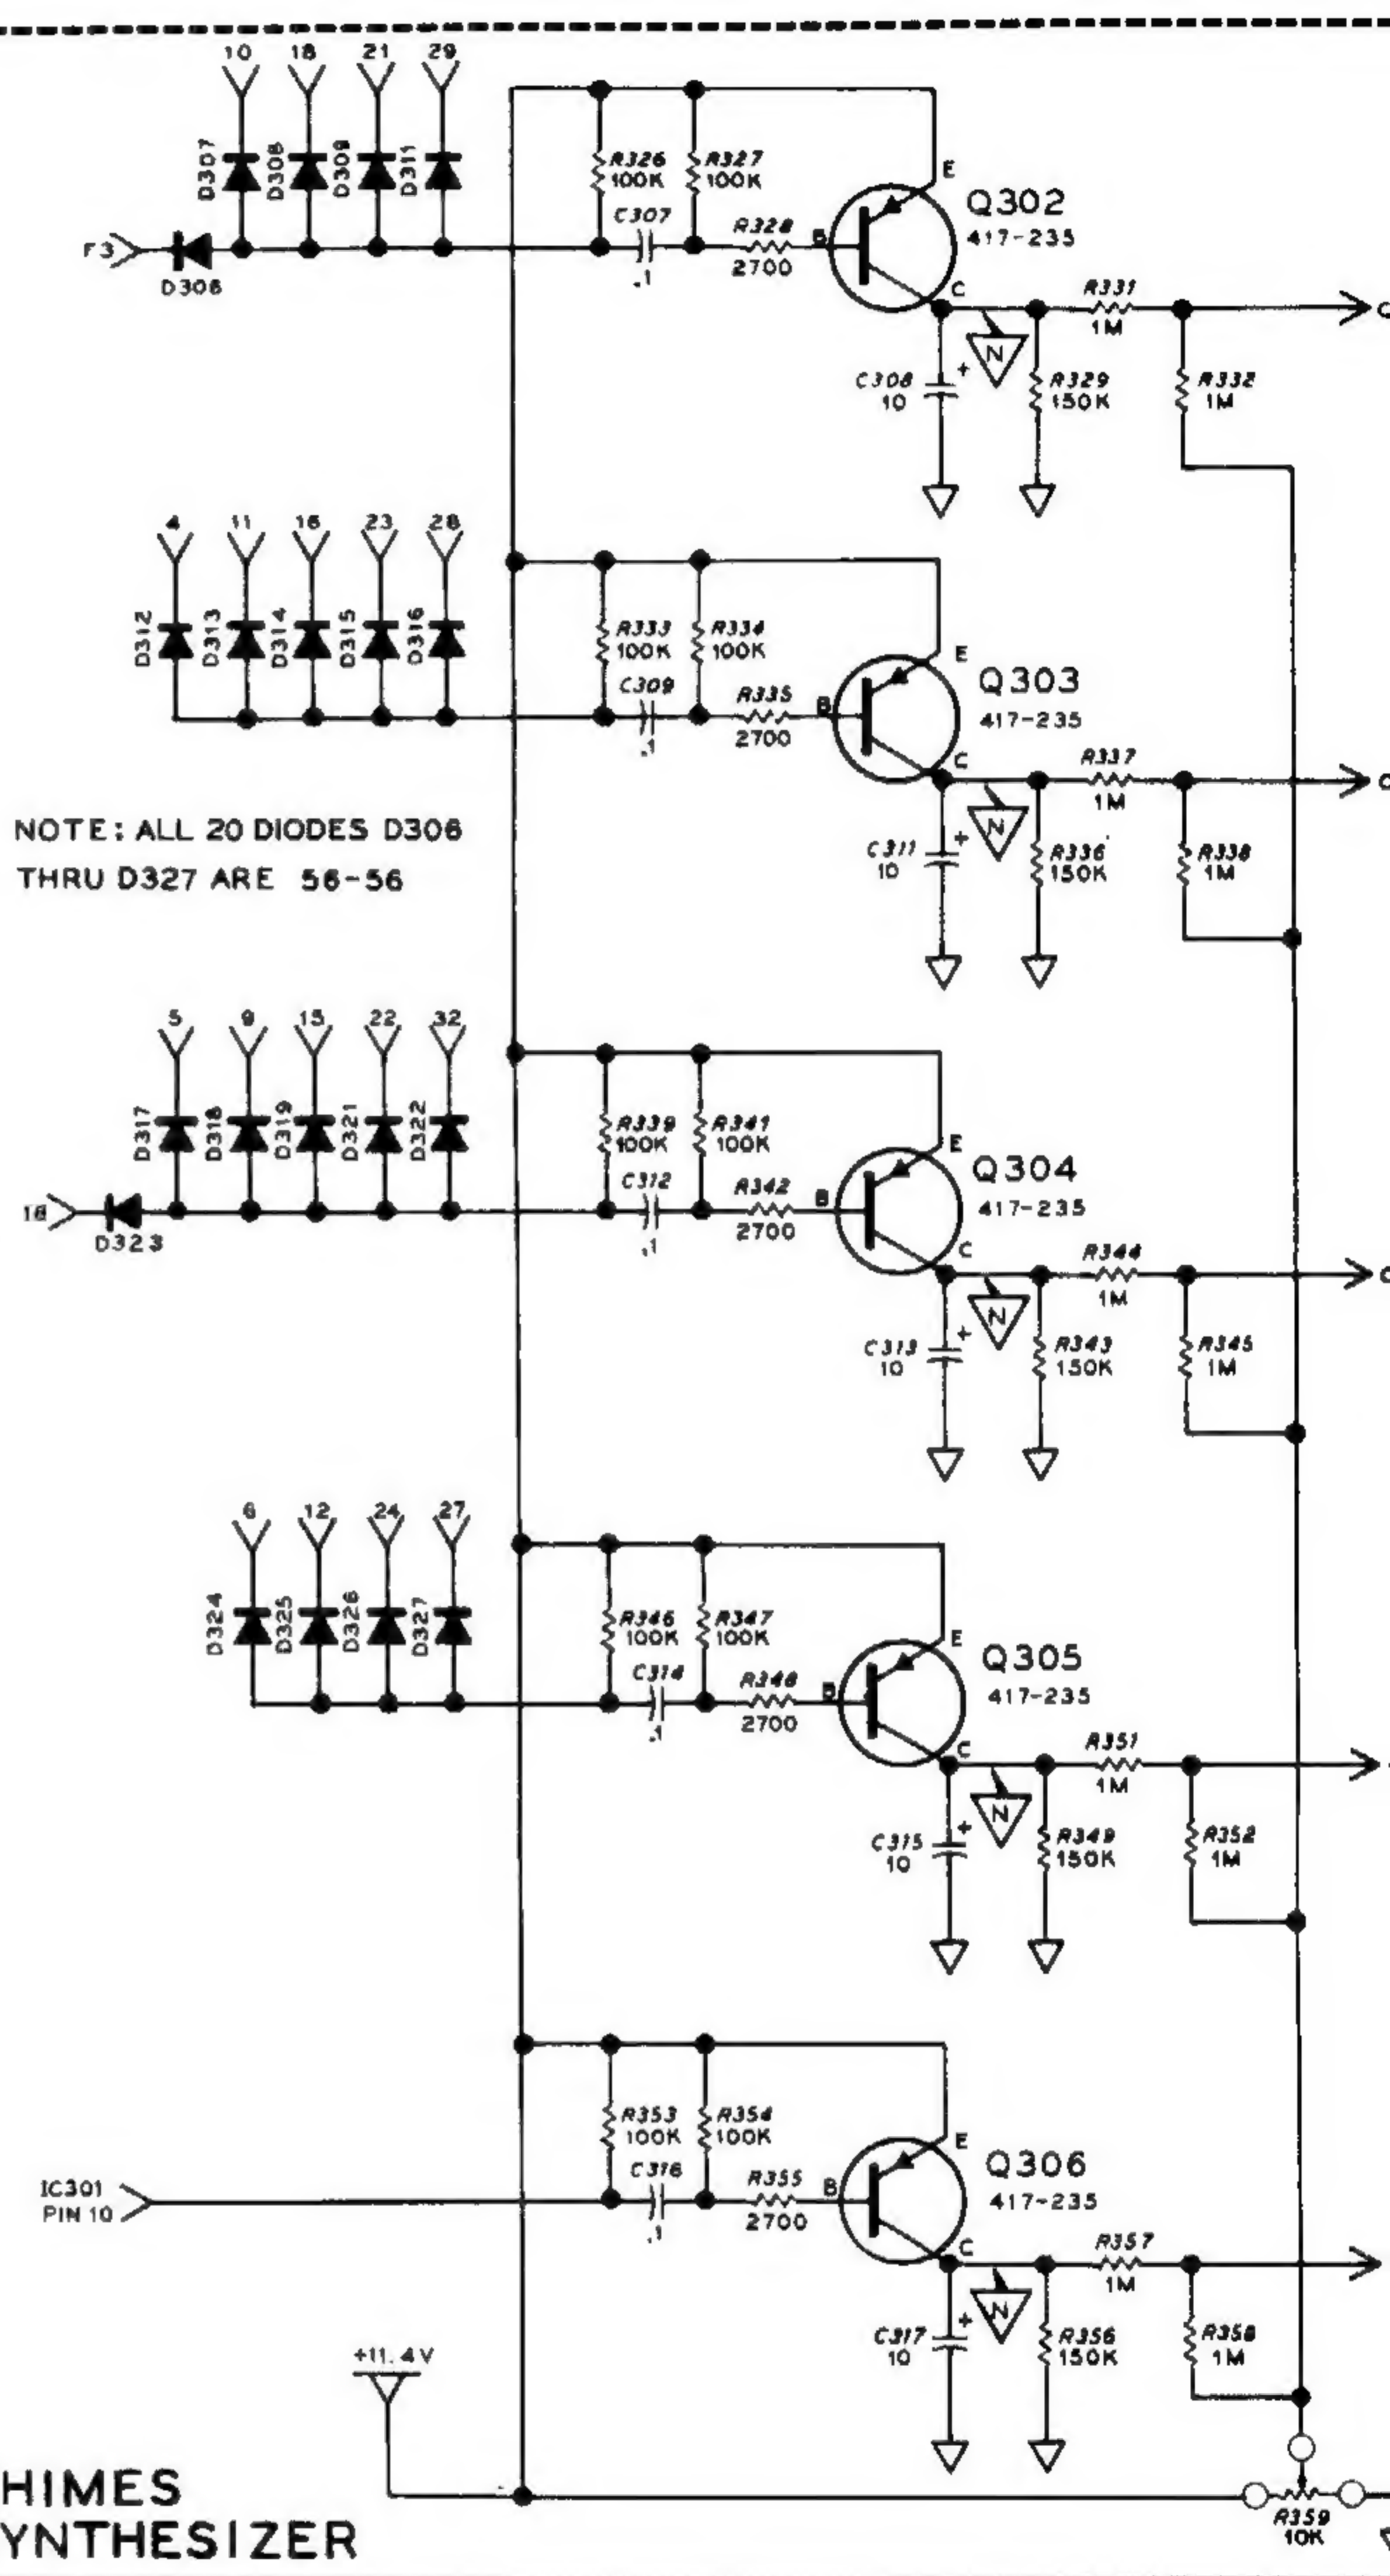 10 18 21 29
D307 D308 D309 D311
R326 100K
R327 100K
E
Q302
417-235
C307
.1
R328
2700
B
F3
D306
C
R331
1M
N
C308
10
+
R329
150K
R332
1M
4 11 16 23 28
D312 D313 D314 D315 D316
R333 100K
R334 100K
E
Q303
417-235
C309
.1
R335
2700
B
C
R337
1M
N
NOTE: ALL 20 DIODES D306
THRU D327 ARE 56-56
C311
10
+
R336
150K
R338
1M
5 9 15 22 32
D317 D318 D319 D321 D322
R339 100K
R341 100K
E
Q304
417-235
C312
.1
R342
2700
B
18
D323
C
R344
1M
N
C313
10
+
R343
150K
R345
1M
6 12 24 27
D324 D325 D326 D327
R346 100K
R347 100K
E
Q305
417-235
C314
.1
R348
2700
B
C
R351
1M
N
C315
10
+
R349
150K
R352
1M
R353 100K
R354 100K
E
Q306
417-235
IC301
PIN 10
C316
.1
R355
2700
B
C
R357
1M
N
C317
10
+
R356
150K
R358
1M
+11.4V
HIMES
YNTHESIZER
R359
10K